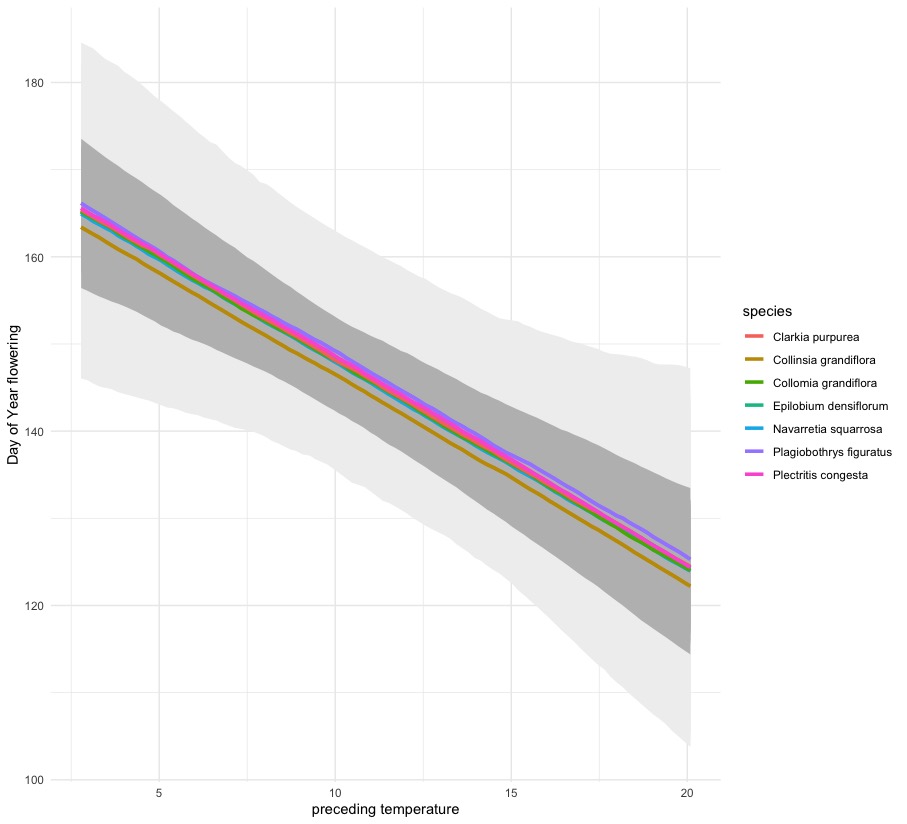 180
160
140
120
100
Day of Year flowering
5 10 15 20
preceding temperature
species
Clarkia purpurea
Collinsia grandiflora
Collomia grandiflora
Epilobium densiflorum
Navarretia squarrosa
Plagiobothrys figuratus
Plectritis congesta